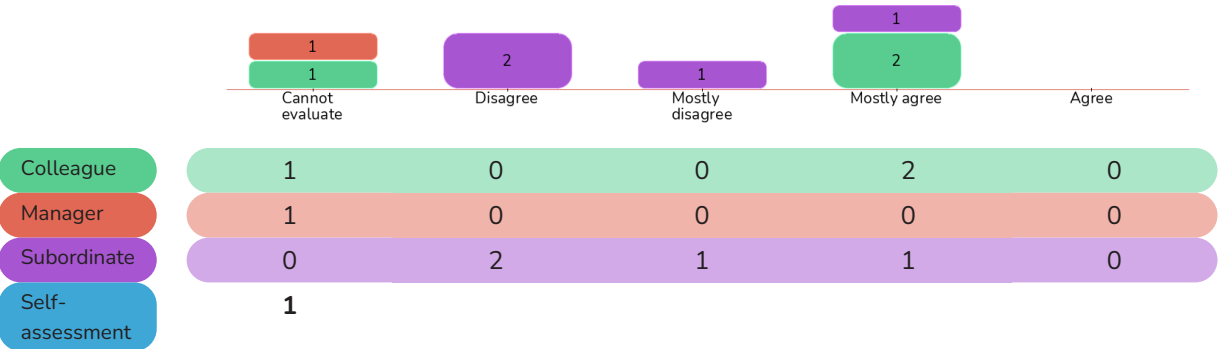 1
1
1
2
1
1
2
Cannot
evaluate
Disagree
Mostly
disagree
Mostly agree
Agree
Colleague 1 0 0 2 0
Manager 1 0 0 0 0
Subordinate 0 2 1 1 0
Self-
assessment
1